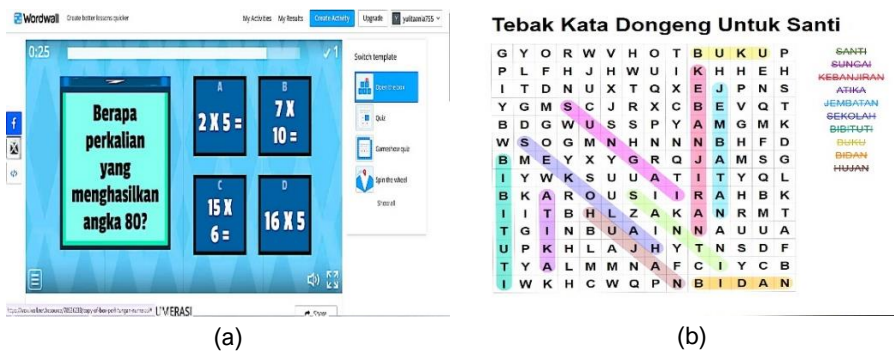 Wordwall
Create better lessons quicker
My Activities
My Results
Create Activity
Upgrade
yulitaania755
0:25
1
Berapa
perkalian
yang
menghasilkan
angka 80?
A
2 X 5 =
B
7 X
10 =
C
15 X
6 =
D
16 X 5
Switch template
Open the box
Quiz
Gameshow quiz
Spin the wheel
Show all
Share
(a)
Tebak Kata Dongeng Untuk Santi
G Y O R W V H O T B U K U P
P L F H J H W U I K H H E H
I T D N U X T Q X E J P N S
Y G M S C J R X C B E V Q T
B D G W U S S P Y A M G M K
W S O G M N H N N N B H F D
B M E Y X Y G R Q J A M S G
I Y W K S U U A T I T Y Q L
B K A R O U S I I R A H B K
I I T B H L Z A K A N R M T
T G I N B U A I N N A U U A
U P K H L A J H Y T N S D F
T Y A L M M N A F C I Y C B
I W K H C W Q P N B I D A N
SANTI
SUNGAI
KEBANJIRAN
ATIKA
JEMBATAN
SEKOLAH
BIBITUTI
BUKU
BIDAN
HUJAN
(b)